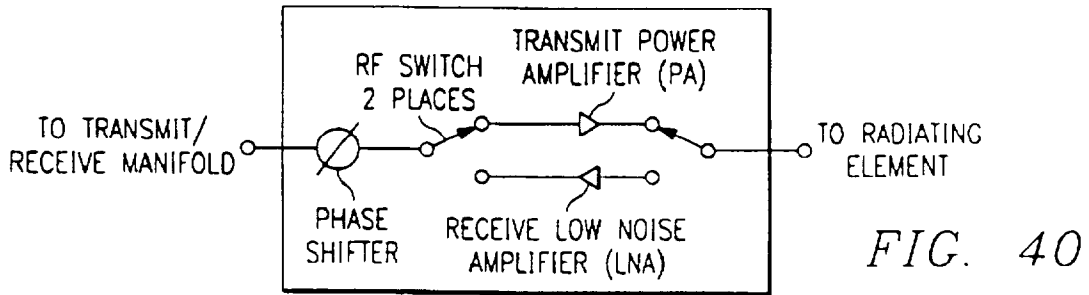 TRANSMIT POWER
AMPLIFIER (PA)
RF SWITCH
2 PLACES
TO TRANSMIT/
RECEIVE MANIFOLD
TO RADIATING
ELEMENT
PHASE
SHIFTER
RECEIVE LOW NOISE
AMPLIFIER (LNA)
FIG. 40